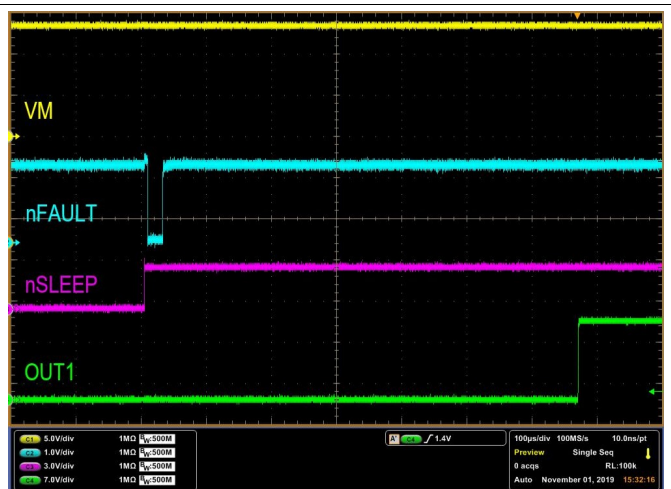 VM
nFAULT
nSLEEP
OUT1
C1 5.0V/div 1MΩ BW:500M
C2 1.0V/div 1MΩ BW:500M
C3 3.0V/div 1MΩ BW:500M
C4 7.0V/div 1MΩ BW:500M
A' C4 1.4V
100µs/div 100MS/s 10.0ns/pt
Preview Single Seq
0 acqs RL:100k
Auto November 01, 2019 15:32:16